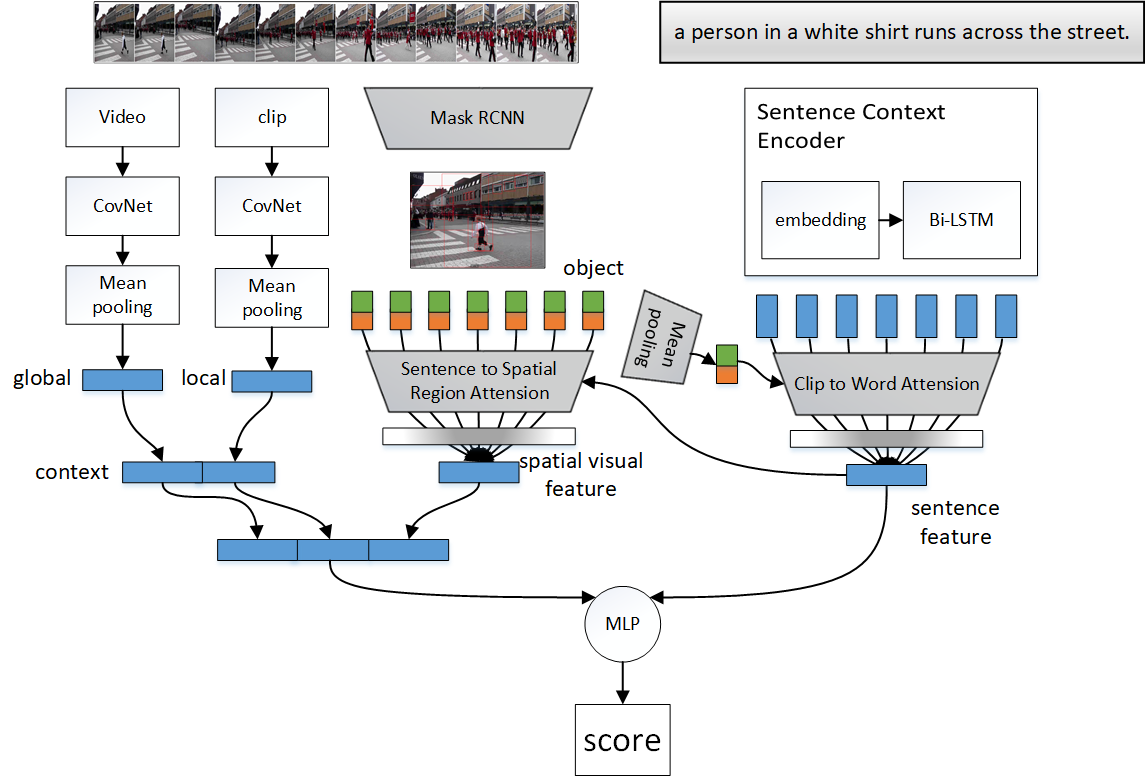 a person in a white shirt runs across the street.
Video
clip
Mask RCNN
Sentence Context
Encoder
CovNet
CovNet
embedding
Bi-LSTM
Mean
pooling
Mean
pooling
object
Mean
pooling
global
local
Sentence to Spatial
Region Attension
Clip to Word Attension
context
spatial visual
feature
sentence
feature
MLP
score